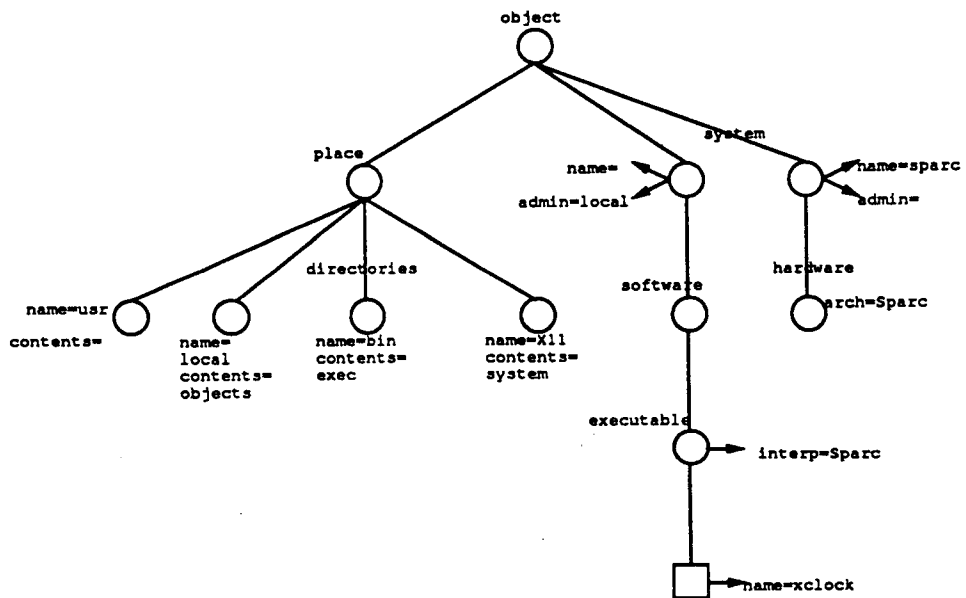 object
system
place
name=
name=sparc
admin=local
admin=
directories
hardware
software
name=usr
arch=Sparc
contents=
name=
local
contents=
objects
name=bin
contents=
exec
name=X11
contents=
system
executable
interp=Sparc
name=xclock